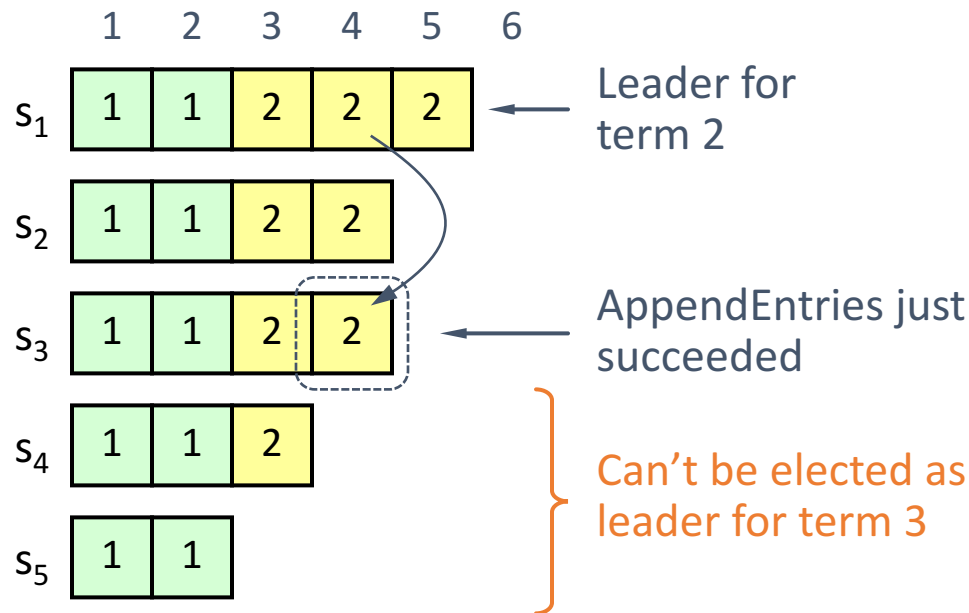 1 2 3 4 5 6
s1 1 1 2 2 2
Leader for
term 2
s2 1 1 2 2
s3 1 1 2 2
AppendEntries just
succeeded
s4 1 1 2
Can’t be elected as
leader for term 3
s5 1 1